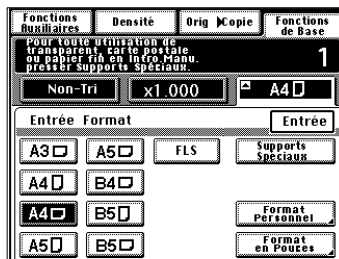 Fonctions
Auxiliaires
Densité
Orig ▶Copie
Fonctions
de Base
Pour toute utilisation de
transparent, carte postale
ou papier fin en Intro.Manu.
presser Supports Spéciaux.
1
Non-Tri
x1.000
A4
Entrée Format
Entrée
A3
A5
FLS
Supports
Speciaux
A4
B4
A4
B5
Format
Personnel
A5
B5
Format
en Pouces